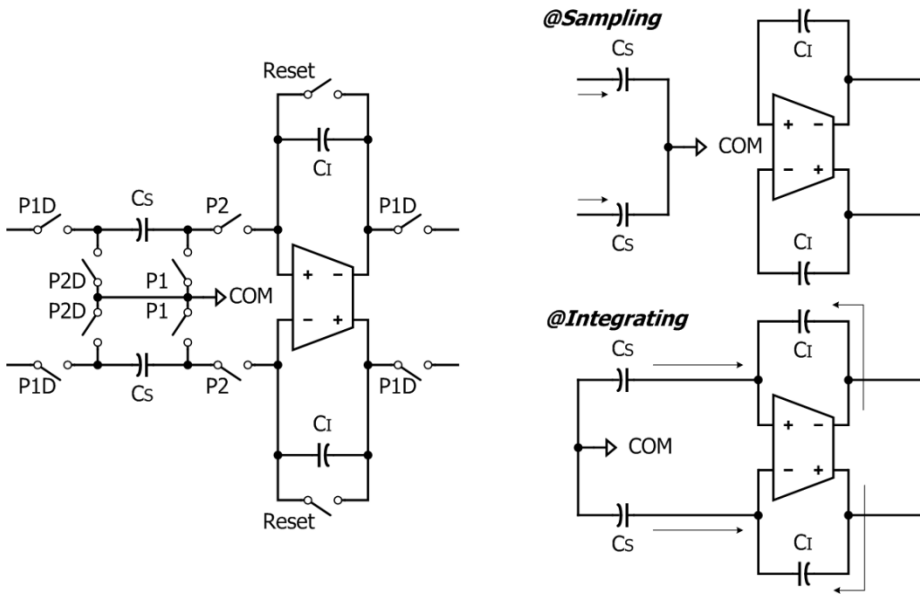 Reset
CI
P1D
CS
P2
P1D
+
−
P2D
P1
COM
P2D
P1
−
+
P1D
CS
P2
P1D
CI
Reset
@Sampling
CS
CI
+
−
COM
−
+
CS
CI
@Integrating
CS
CI
+
−
COM
−
+
CS
CI